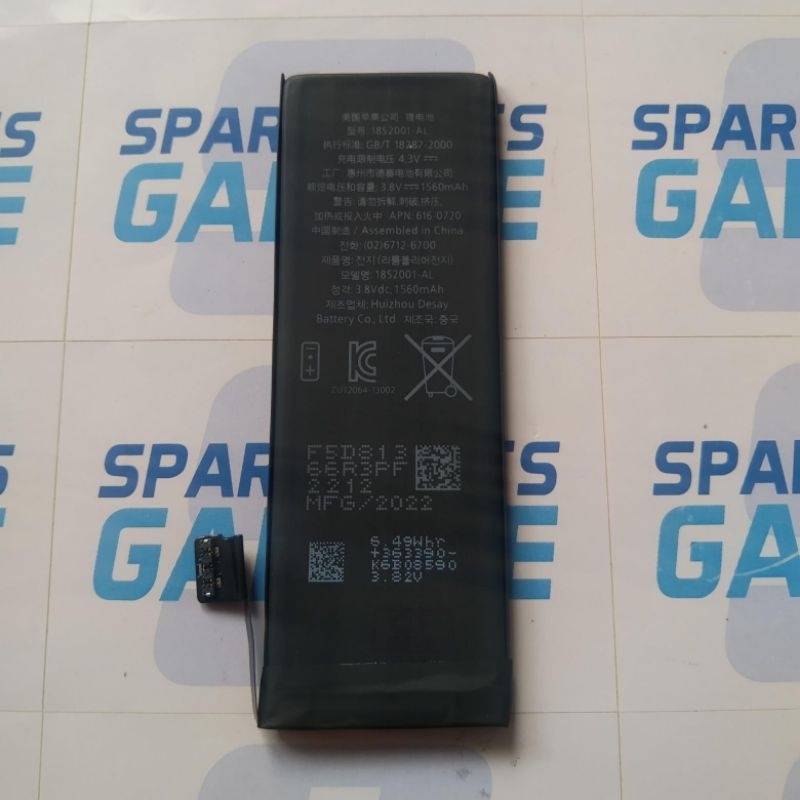 美国苹果公司 锂电池
型号: 1852001-AL
执行标准: GB/T 18287-2000
充电限制电压 4.3V
工厂: 惠州市德赛电池有限公司
额定电压和容量: 3.8V 1560mAh
警告: 请勿拆解,刺破,挤压,
加热或投入火中 APN: 616-0720
中国制造 / Assembled in China
전화: (02)6712-6700
제품명: 전지 (리튬폴리머전지)
모델명: 1852001-AL
정격: 3.8Vdc, 1560mAh
제조업체: Huizhou Desay
Battery Co., Ltd. 제조국: 중국
ZU12064-13002
F5D813
66R3PF
2212
MFG/2022
6.49Whr
+363390-
K6B08590
3.82V
SPAR
GA
SPAR
GA
SPAR
GA